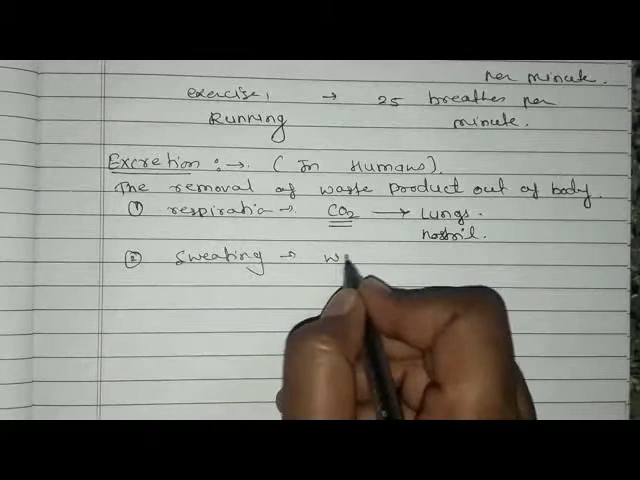 per minute.
exercise, → 25 breathes per
Running minute.
Excretion :→. (In Humans).
The removal of waste product out of body.
① respiratio →. CO2 → Lungs.
nostril.
② Sweating → w